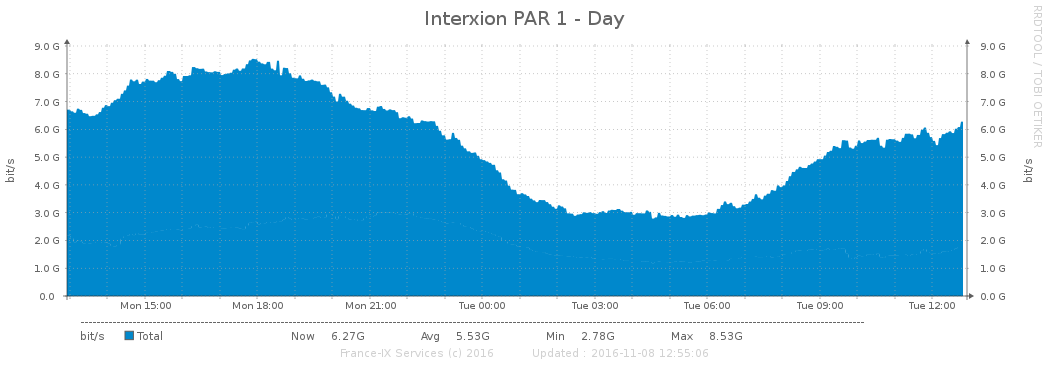 Interxion PAR 1 - Day
RRDTOOL / TOBI OETIKER
9.0 G 9.0 G
8.0 G 8.0 G
7.0 G 7.0 G
6.0 G 6.0 G
5.0 G 5.0 G
4.0 G 4.0 G
3.0 G 3.0 G
2.0 G 2.0 G
1.0 G 1.0 G
0.0 0.0 G
bit/s bit/s
Mon 15:00 Mon 18:00 Mon 21:00 Tue 00:00 Tue 03:00 Tue 06:00 Tue 09:00 Tue 12:00
bit/s Total Now 6.27G Avg 5.53G Min 2.78G Max 8.53G
France-IX Services (c) 2016 Updated : 2016-11-08 12:55:06